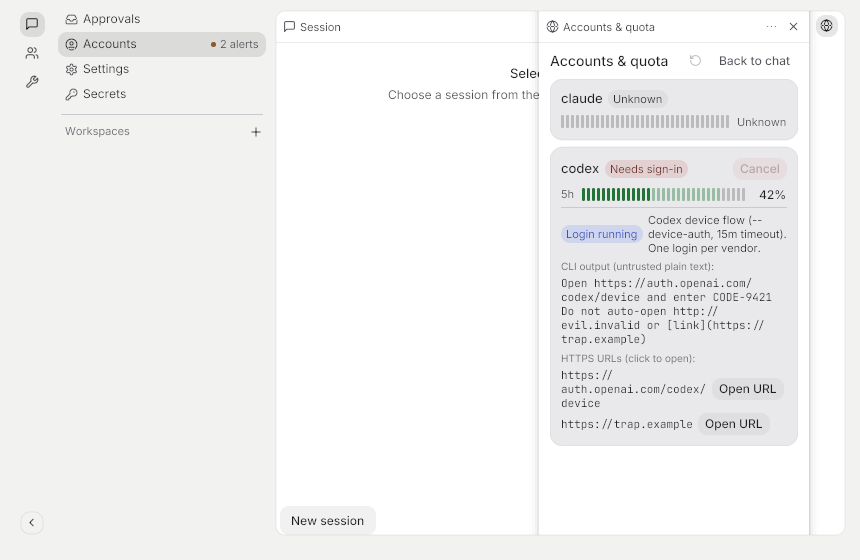 Approvals
Accounts
2 alerts
Settings
Secrets
Workspaces
Session
Selec
Choose a session from the
New session
Accounts & quota
Accounts & quota
Back to chat
claude
Unknown
Unknown
codex
Needs sign-in
Cancel
5h
42%
Login running
Codex device flow (--
device-auth, 15m timeout).
One login per vendor.
CLI output (untrusted plain text):
Open https://auth.openai.com/
codex/device and enter CODE-9421
Do not auto-open http://
evil.invalid or [link](https://
trap.example)
HTTPS URLs (click to open):
https://
auth.openai.com/codex/
device
Open URL
https://trap.example
Open URL